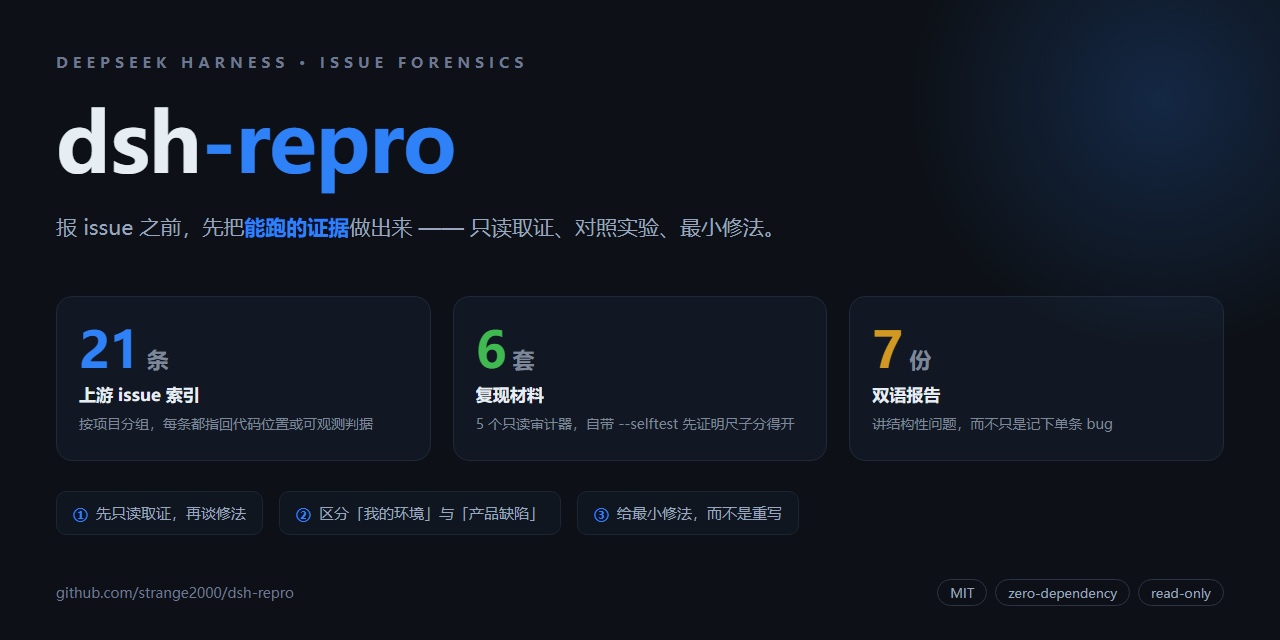 DEEPSEEK HARNESS • ISSUE FORENSICS
dsh-repro
报 issue 之前，先把能跑的证据做出来 —— 只读取证、对照实验、最小修法。
21 条
上游 issue 索引
按项目分组，每条都指回代码位置或可观测判据
6 套
复现材料
5 个只读审计器，自带 --selftest 先证明尺子分得开
7 份
双语报告
讲结构性问题，而不只是记下单条 bug
① 先只读取证，再谈修法
② 区分「我的环境」与「产品缺陷」
③ 给最小修法，而不是重写
github.com/strange2000/dsh-repro
MIT
zero-dependency
read-only